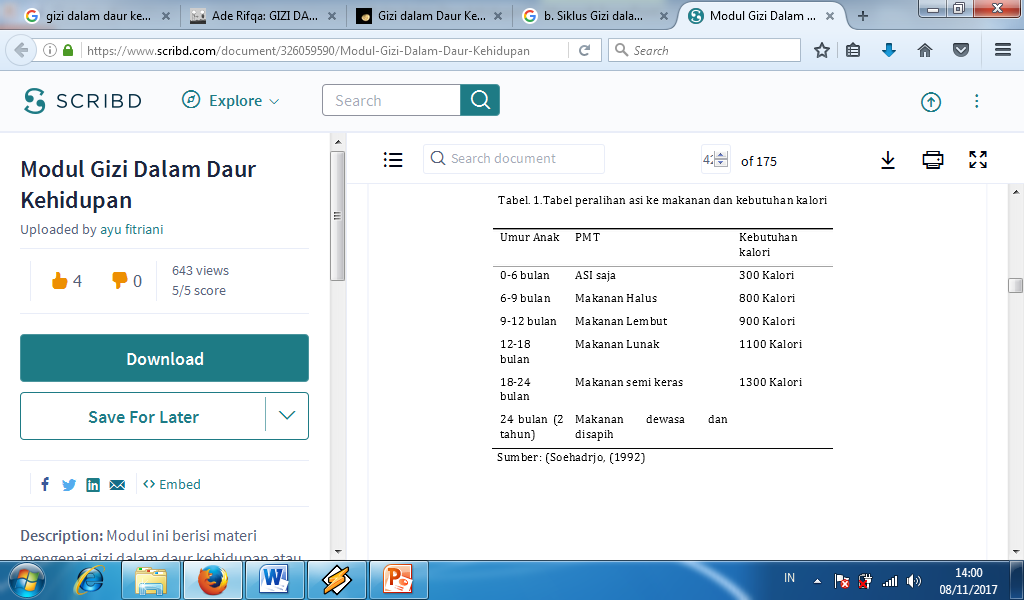 gizi dalam daur ke...
Ade Rifqa: GIZI DA...
Gizi dalam Daur Ke...
b. Siklus Gizi dala...
Modul Gizi Dalam ...
https://www.scribd.com/document/326059590/Modul-Gizi-Dalam-Daur-Kehidupan
Search
SCRIBD
Explore
Search
Modul Gizi Dalam Daur
Kehidupan
Uploaded by ayu fitriani
4
0
643 views
5/5 score
Download
Save For Later
Embed
Description: Modul ini berisi materi
mengenai gizi dalam daur kehidupan atau
Search document
42 of 175
Tabel. 1.Tabel peralihan asi ke makanan dan kebutuhan kalori
Umur Anak PMT Kebutuhan
kalori
0-6 bulan ASI saja 300 Kalori
6-9 bulan Makanan Halus 800 Kalori
9-12 bulan Makanan Lembut 900 Kalori
12-18 Makanan Lunak 1100 Kalori
bulan
18-24 Makanan semi keras 1300 Kalori
bulan
24 bulan (2 Makanan dewasa dan
tahun) disapih
Sumber: (Soehadrjo, (1992)
IN
14:00
08/11/2017